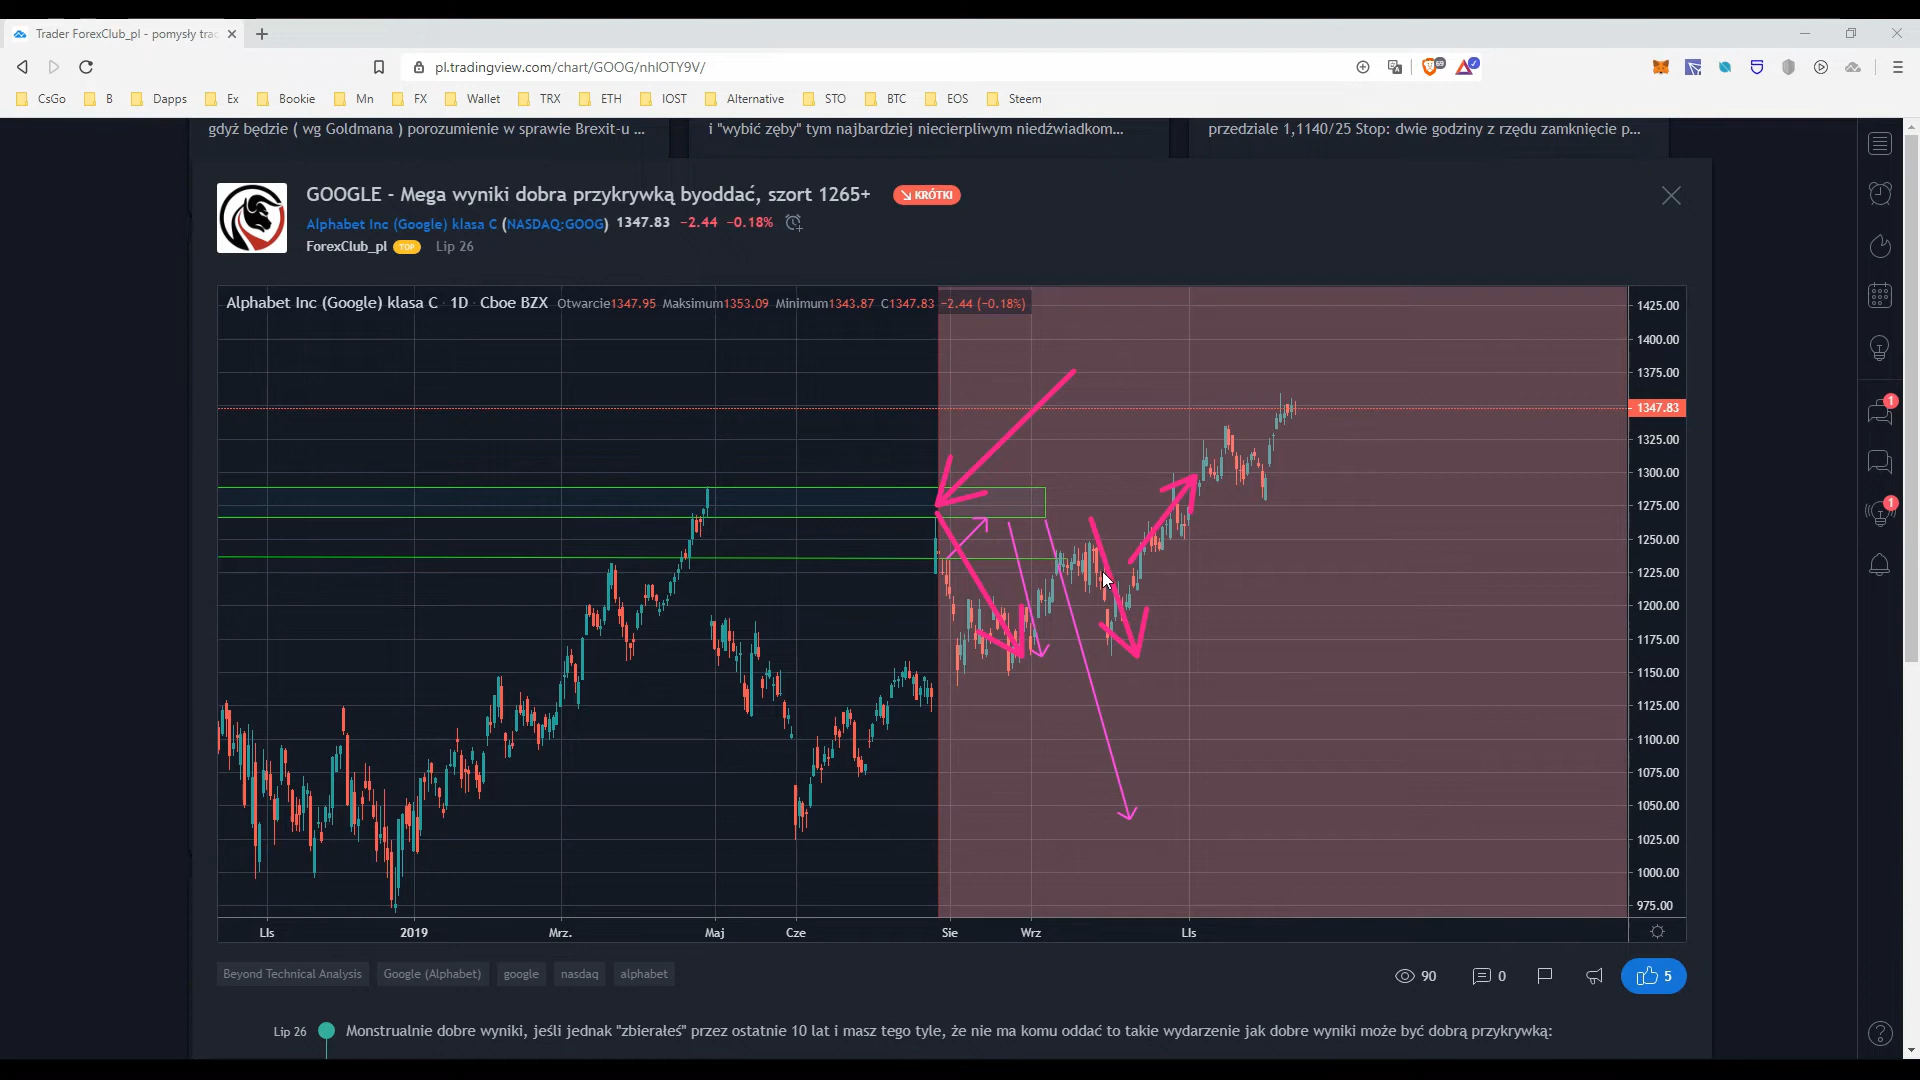 Trader ForexClub_pl - pomysły tra
pl.tradingview.com/chart/GOOG/nhIOTY9V/
69
CsGo B Dapps Ex Bookie Mn FX Wallet TRX ETH IOST Alternative STO BTC EOS Steem
gdyż będzie ( wg Goldmana ) porozumienie w sprawie Brexit-u ...
i "wybić zęby" tym najbardziej niecierpliwym niedźwiadkom...
przedziale 1,1140/25 Stop: dwie godziny z rzędu zamknięcie p...
GOOGLE - Mega wyniki dobra przykrywką byoddać, szort 1265+ KRÓTKI
Alphabet Inc (Google) klasa C (NASDAQ:GOOG) 1347.83 −2.44 −0.18%
ForexClub_pl TOP Lip 26
Alphabet Inc (Google) klasa C 1D Cboe BZX Otwarcie1347.95 Maksimum1353.09 Minimum1343.87 C1347.83 −2.44 (−0.18%)
1425.00
1400.00
1375.00
1347.83
1325.00
1300.00
1275.00
1250.00
1225.00
1200.00
1175.00
1150.00
1125.00
1100.00
1075.00
1050.00
1025.00
1000.00
975.00
LIs 2019 Mrz. Maj Cze Sie Wrz LIs
1
1
Beyond Technical Analysis Google (Alphabet) google nasdaq alphabet
90 0 5
Lip 26 Monstrualnie dobre wyniki, jeśli jednak "zbierałeś" przez ostatnie 10 lat i masz tego tyle, że nie ma komu oddać to takie wydarzenie jak dobre wyniki może być dobrą przykrywką: